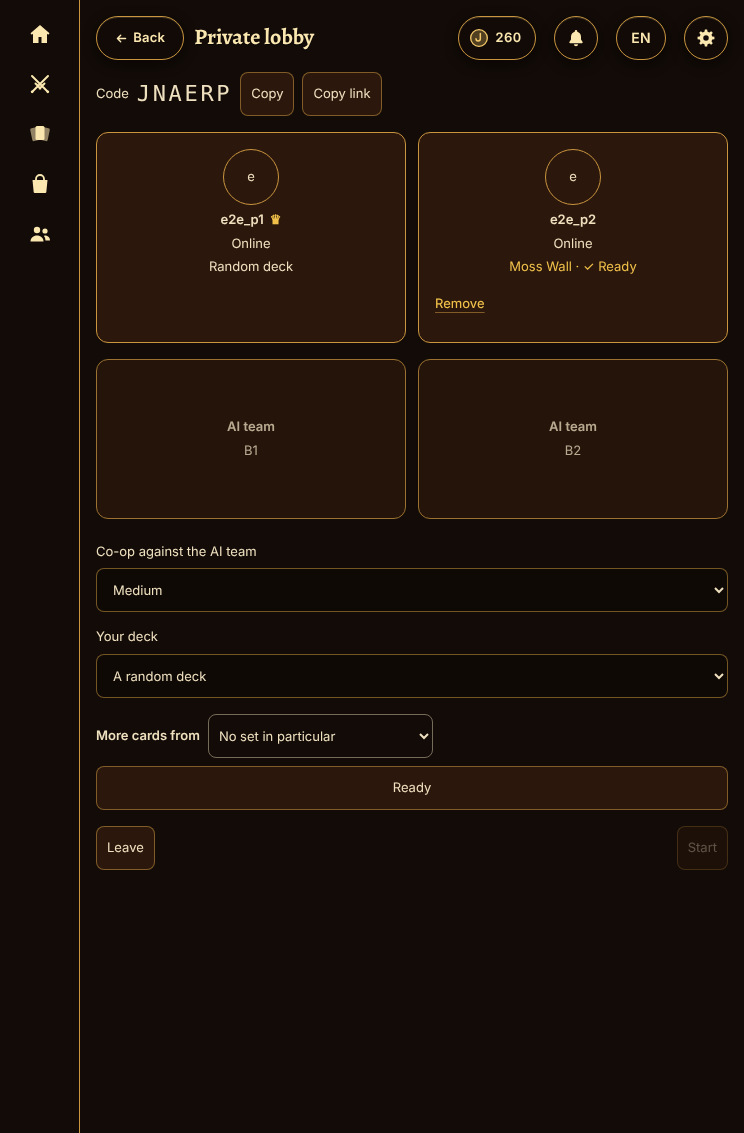 ← Back Private lobby J 260 EN
Code JNAERP Copy Copy link
e
e2e_p1
Online
Random deck
e
e2e_p2
Online
Moss Wall · ✓ Ready
Remove
AI team
B1
AI team
B2
Co-op against the AI team
Medium
Your deck
A random deck
More cards from No set in particular
Ready
Leave Start